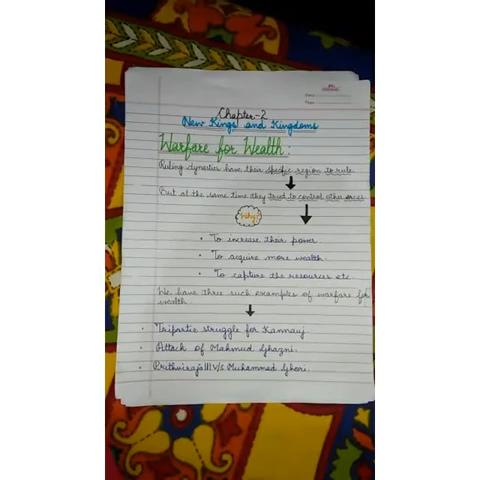 Date
Page
Chapter-2
New Kings and Kingdoms
Warfare for Wealth:
Ruling dynasties have their specific region to rule
But at the same time they tried to control other areas
Why?
• To increase their power
• To acquire more wealth.
• To capture the resources etc.
We have three such examples of warfare for
wealth
• Tripartite struggle for Kannauj.
• Attack of Mahmud Ghazni.
• Prithviraj III V/S Muhammed Ghori.